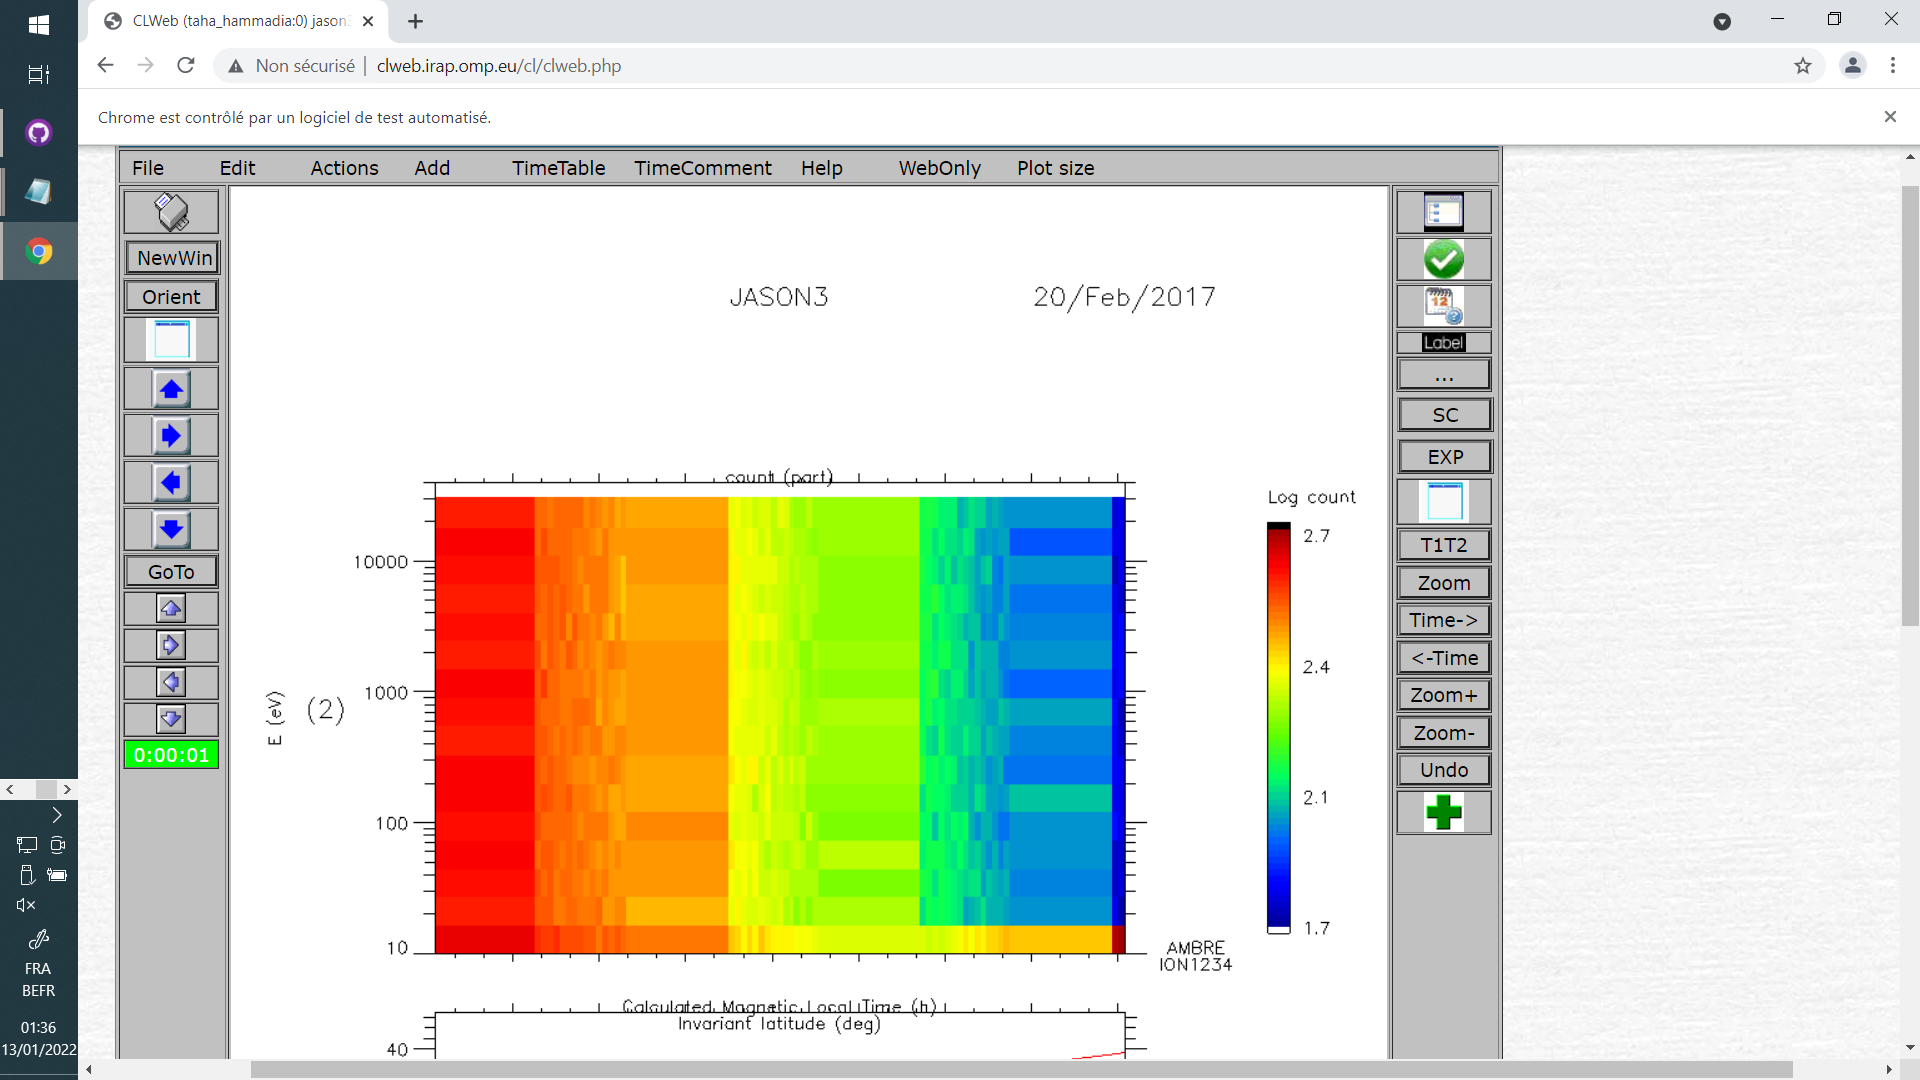 CLWeb (taha_hammadia:0) jason3
Non sécurisé | clweb.irap.omp.eu/cl/clweb.php
Chrome est contrôlé par un logiciel de test automatisé.
File Edit Actions Add TimeTable TimeComment Help WebOnly Plot size
NewWin
Orient
GoTo
0:00:01
JASON3 20/Feb/2017
count (part)
10000
1000
100
10
E (eV)
(2)
Log count
2.7
2.4
2.1
1.7
AMBRE
ION1234
Calculated Magnetic Local Time (h)
Invariant latitude (deg)
40
12
Label
...
SC
EXP
T1T2
Zoom
Time->
<-Time
Zoom+
Zoom-
Undo
FRA
BEFR
01:36
13/01/2022